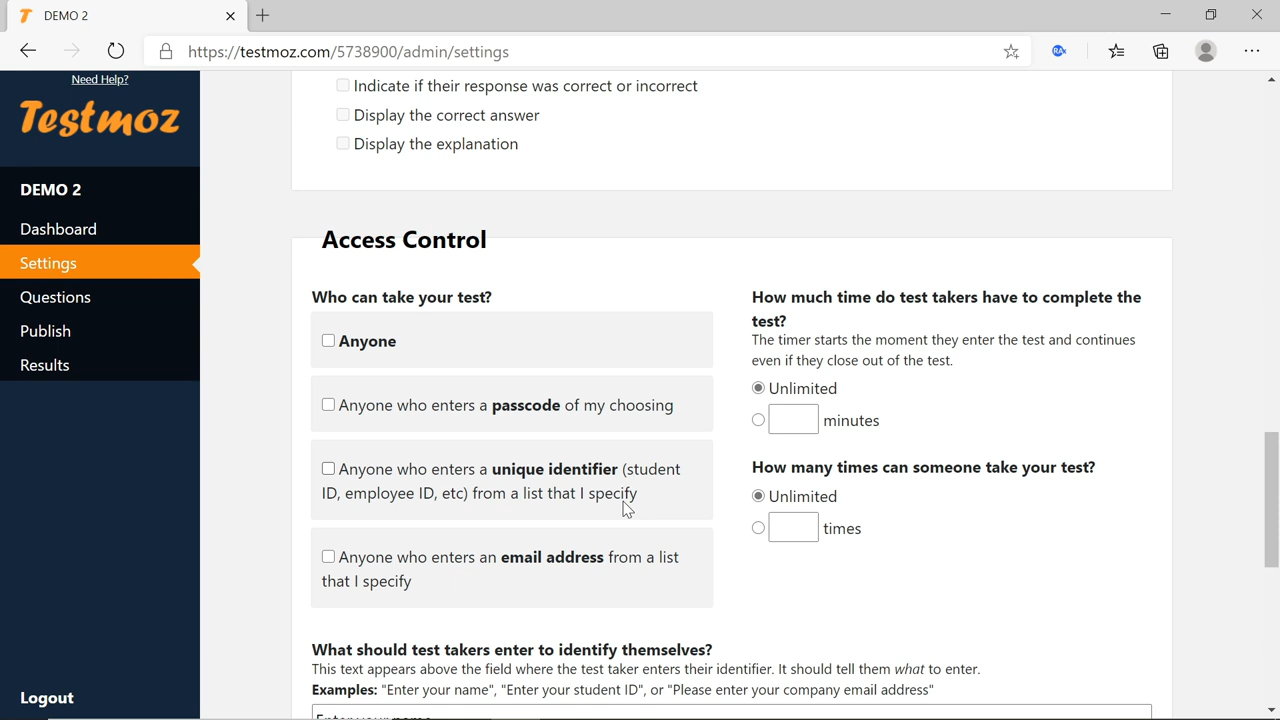 DEMO 2
https://testmoz.com/5738900/admin/settings
Need Help?
Testmoz
DEMO 2
Dashboard
Settings
Questions
Publish
Results
Logout
Indicate if their response was correct or incorrect
Display the correct answer
Display the explanation
Access Control
Who can take your test?
Anyone
Anyone who enters a passcode of my choosing
Anyone who enters a unique identifier (student
ID, employee ID, etc) from a list that I specify
Anyone who enters an email address from a list
that I specify
How much time do test takers have to complete the
test?
The timer starts the moment they enter the test and continues
even if they close out of the test.
Unlimited
minutes
How many times can someone take your test?
Unlimited
times
What should test takers enter to identify themselves?
This text appears above the field where the test taker enters their identifier. It should tell them what to enter.
Examples: "Enter your name", "Enter your student ID", or "Please enter your company email address"
Enter your name